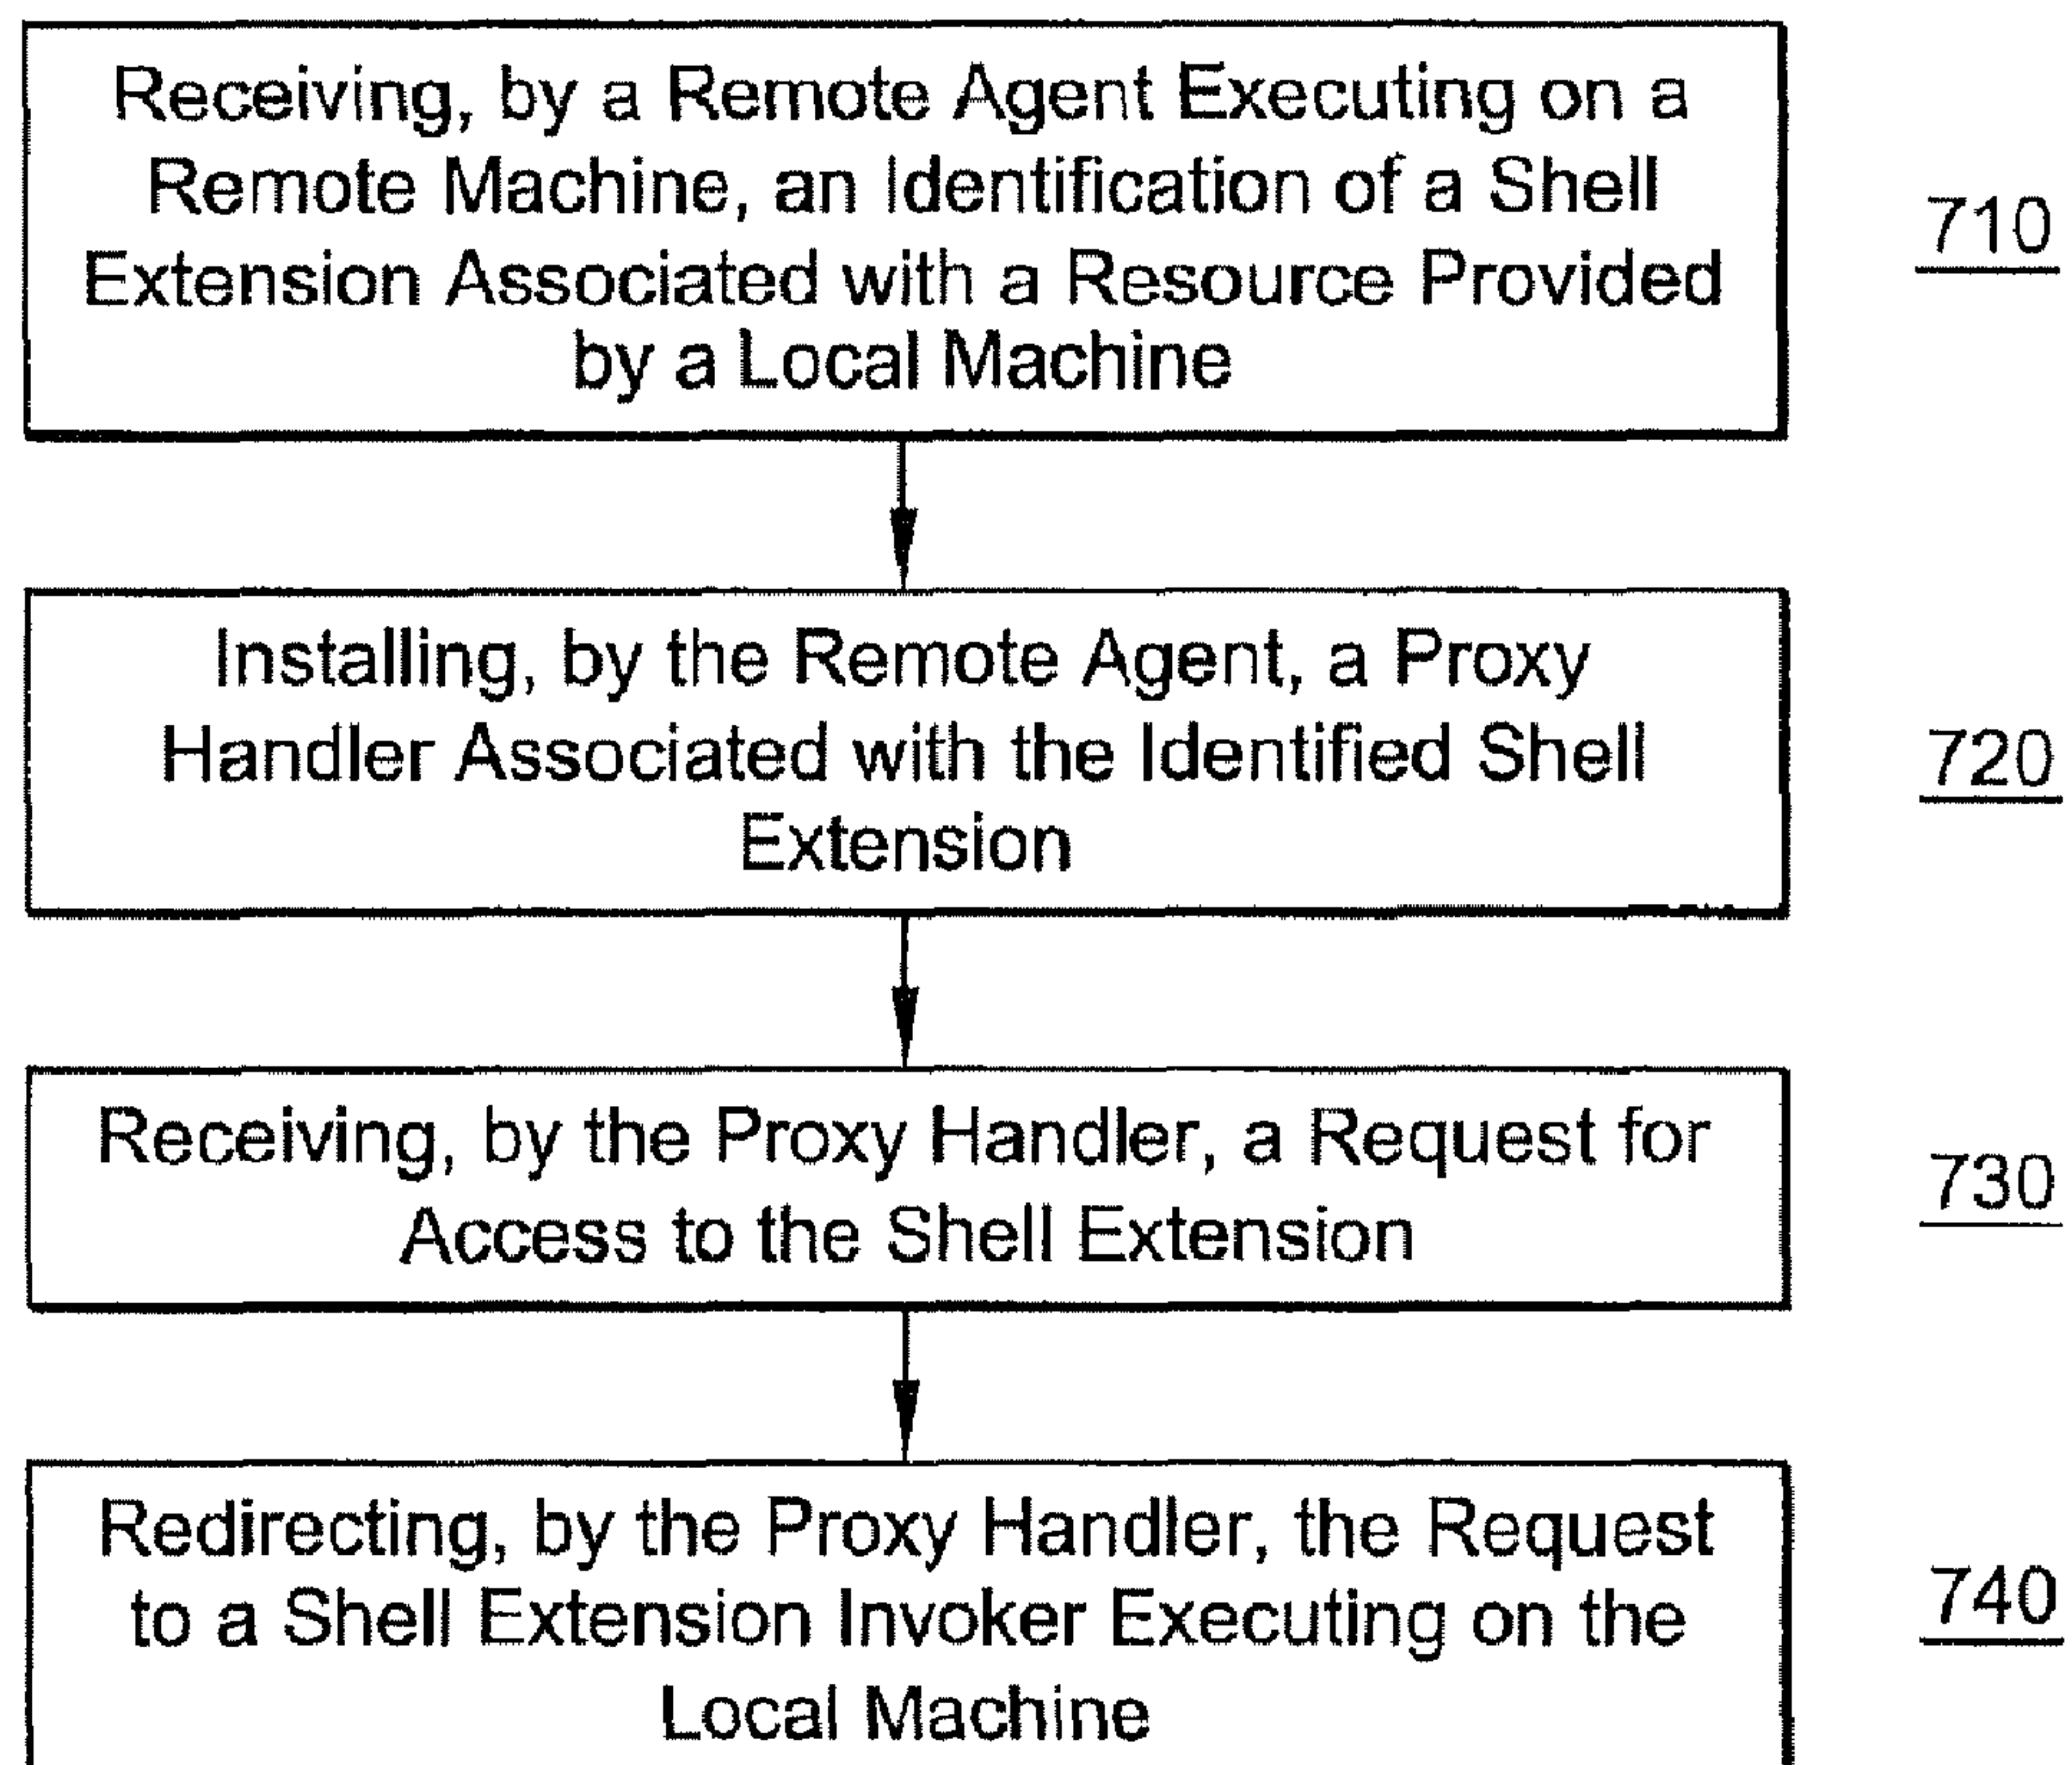 Receiving, by a Remote Agent Executing on a
Remote Machine, an Identification of a Shell
Extension Associated with a Resource Provided
by a Local Machine
710
Installing, by the Remote Agent, a Proxy
Handler Associated with the Identified Shell
Extension
720
Receiving, by the Proxy Handler, a Request for
Access to the Shell Extension
730
Redirecting, by the Proxy Handler, the Request
to a Shell Extension Invoker Executing on the
Local Machine
740